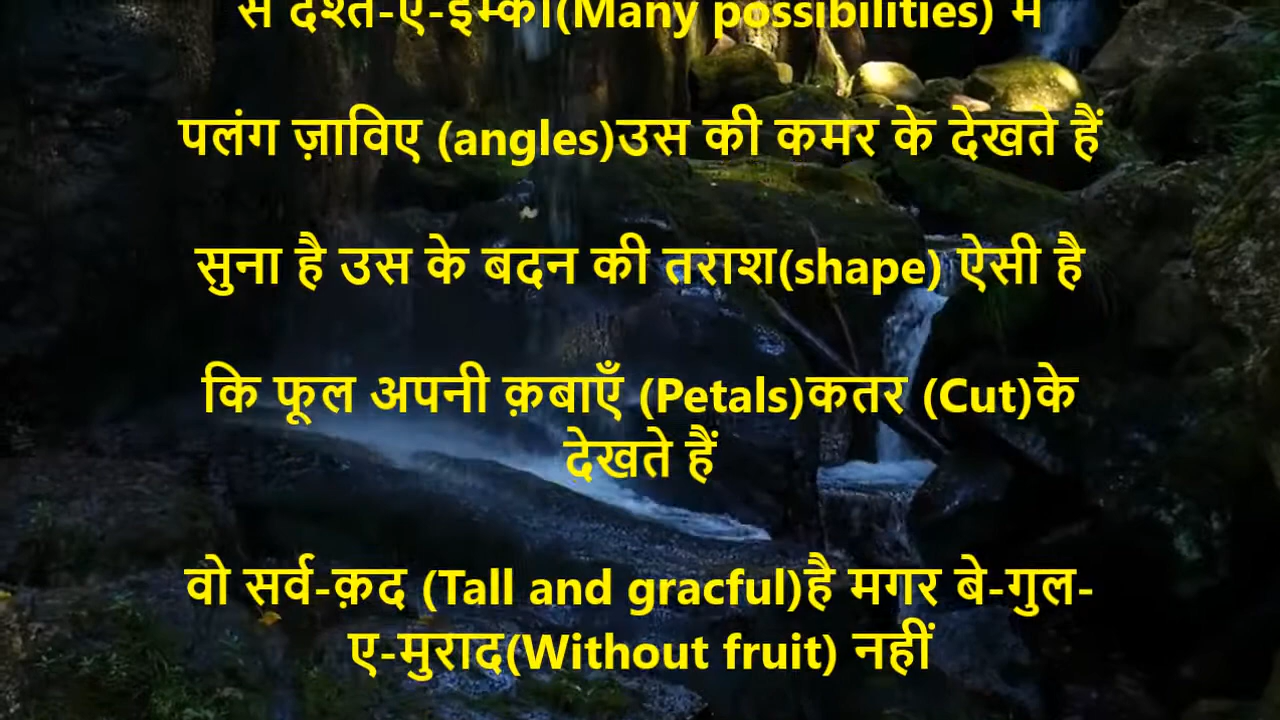 से दश्त-ए-इम्काँ(Many possibilities) में
पलंग ज़ाविए (angles)उस की कमर के देखते हैं
सुना है उस के बदन की तराश(shape) ऐसी है
कि फूल अपनी क़बाएँ (Petals)कतर (Cut)के
देखते हैं
वो सर्व-क़द (Tall and gracful)है मगर बे-गुल-
ए-मुराद(Without fruit) नहीं